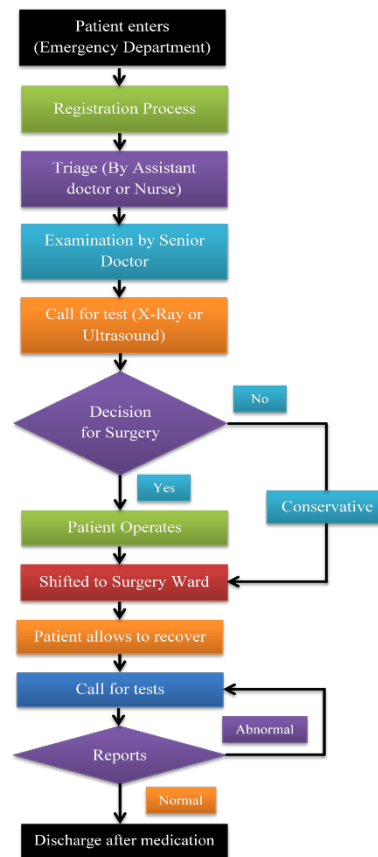 Patient enters
(Emergency Department)
Registration Process
Triage (By Assistant
doctor or Nurse)
Examination by Senior
Doctor
Call for test (X-Ray or
Ultrasound)
Decision
for Surgery
No
Yes
Conservative
Patient Operates
Shifted to Surgery Ward
Patient allows to recover
Call for tests
Abnormal
Reports
Normal
Discharge after medication